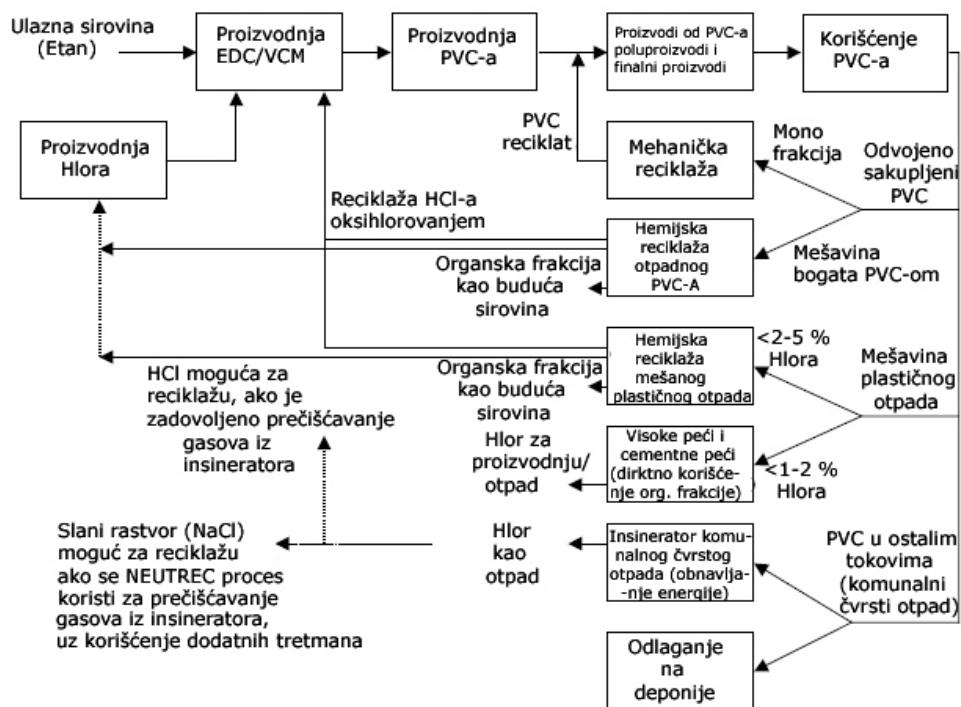 Ulazna sirovina
(Etan)
Proizvodnja
EDC/VCM
Proizvodnja
PVC-a
Proizvodi od PVC-a
poluproizvodi i
finalni proizvodi
Korišćenje
PVC-a
Proizvodnja
Hlora
PVC
reciklat
Mehanička
reciklaža
Mono
frakcija
Odvojeno
sakupljeni
PVC
Reciklaža HCl-a
oksihlorovanjem
Hemijska
reciklaža
otpadnog
PVC-A
Mešavina
bogata PVC-om
Organska frakcija
kao buduća
sirovina
Hemijska
reciklaža
mešanog
plastičnog otpada
<2-5 %
Hlora
Mešavina
plastičnog
otpada
Organska frakcija
kao buduća
sirovina
HCl moguća za
reciklažu, ako je
zadovoljeno prečišćavanje
gasova iz
insineratora
Hlor za
proizvodnju/
otpad
Visoke peći i
cementne peći
(dirktno korišće-
nje org. frakcije)
<1-2 %
Hlora
Slani rastvor (NaCl)
moguć za reciklažu
ako se NEUTREC proces
koristi za prečišćavanje
gasova iz insineratora,
uz korišćenje dodatnih tretmana
Hlor
kao
otpad
Insinerator komu-
nalnog čvrstog
otpada (obnavlja-
-nje energije)
PVC u ostalim
tokovima
(komunalni
čvrsti otpad)
Odlaganje
na
deponije